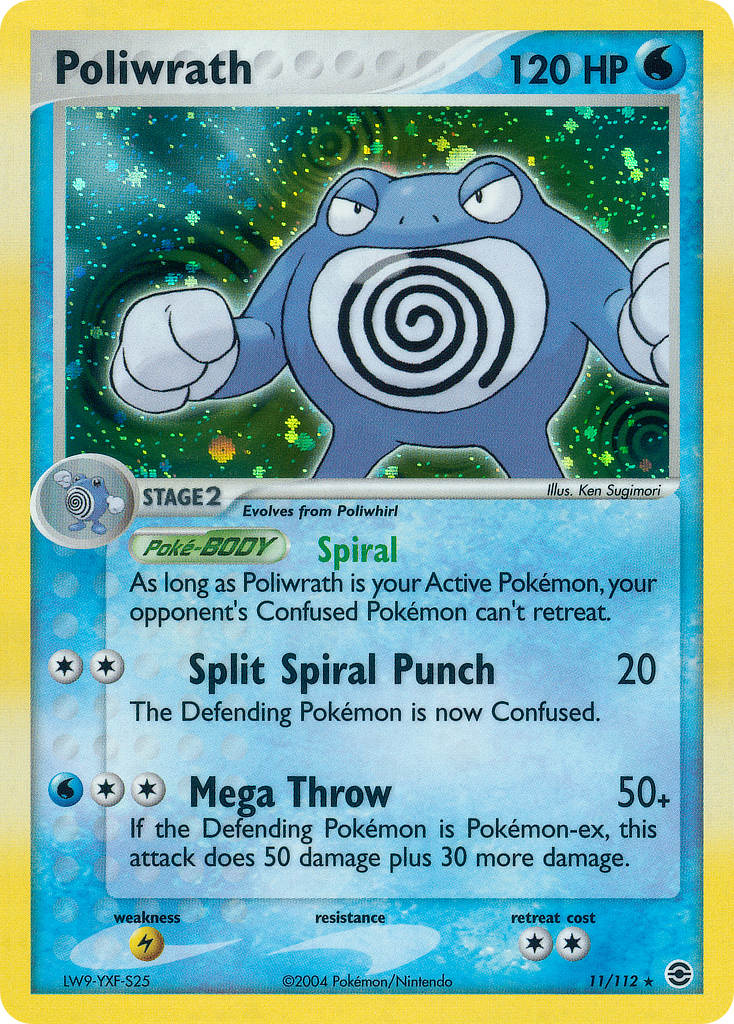 Poliwrath 120 HP
Illus. Ken Sugimori
STAGE 2
Evolves from Poliwhirl
Poké-BODY Spiral
As long as Poliwrath is your Active Pokémon, your
opponent's Confused Pokémon can't retreat.
Split Spiral Punch 20
The Defending Pokémon is now Confused.
Mega Throw 50+
If the Defending Pokémon is Pokémon-ex, this
attack does 50 damage plus 30 more damage.
weakness resistance retreat cost
LW9-YXF-S25 ©2004 Pokémon/Nintendo 11/112 ★